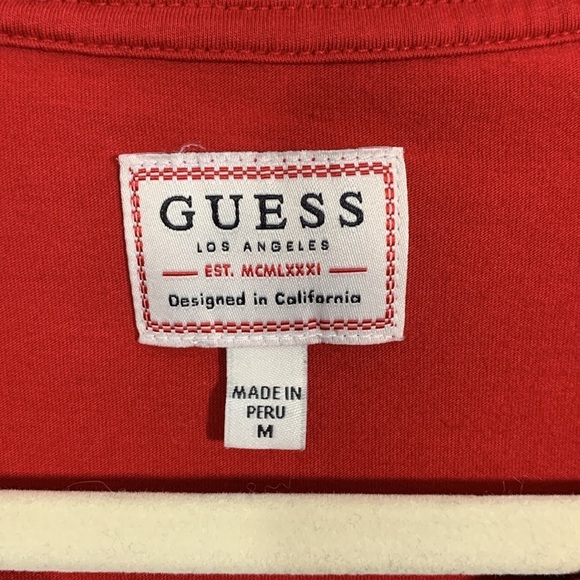 GUESS
LOS ANGELES
EST. MCMLXXXI
Designed in California
MADE IN
PERU
M